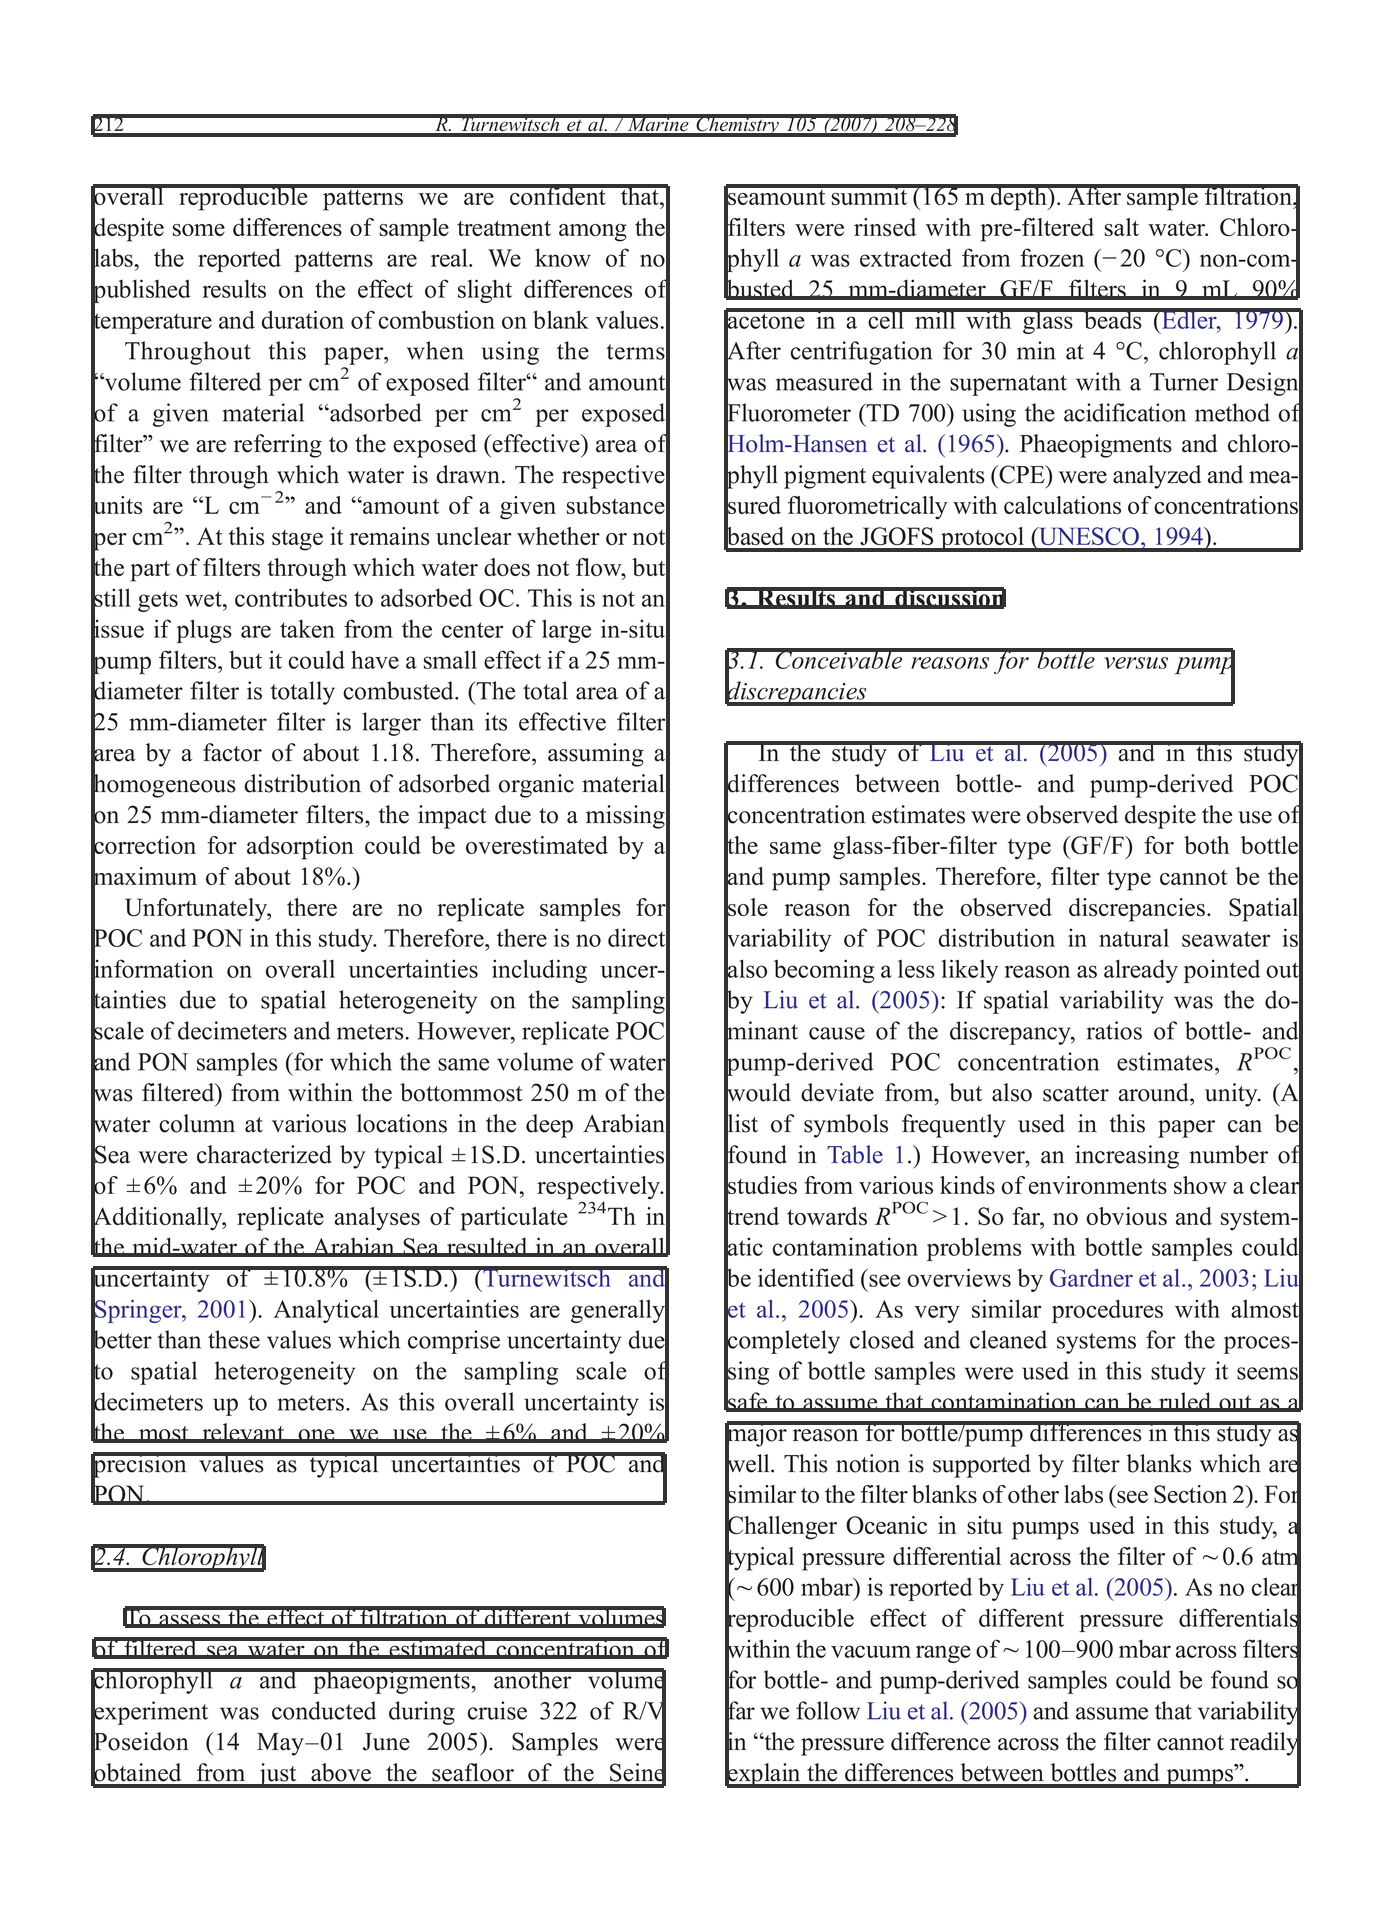 212 R. Turnewitsch et al. / Marine Chemistry 105 (2007) 208–228
overall reproducible patterns we are confident that,
despite some differences of sample treatment among the
labs, the reported patterns are real. We know of no
published results on the effect of slight differences of
temperature and duration of combustion on blank values.
Throughout this paper, when using the terms
“volume filtered per cm² of exposed filter“ and amount
of a given material “adsorbed per cm² per exposed
filter” we are referring to the exposed (effective) area of
the filter through which water is drawn. The respective
units are “L cm⁻²” and “amount of a given substance
per cm²”. At this stage it remains unclear whether or not
the part of filters through which water does not flow, but
still gets wet, contributes to adsorbed OC. This is not an
issue if plugs are taken from the center of large in-situ
pump filters, but it could have a small effect if a 25 mm-
diameter filter is totally combusted. (The total area of a
25 mm-diameter filter is larger than its effective filter
area by a factor of about 1.18. Therefore, assuming a
homogeneous distribution of adsorbed organic material
on 25 mm-diameter filters, the impact due to a missing
correction for adsorption could be overestimated by a
maximum of about 18%.)
Unfortunately, there are no replicate samples for
POC and PON in this study. Therefore, there is no direct
information on overall uncertainties including uncer-
tainties due to spatial heterogeneity on the sampling
scale of decimeters and meters. However, replicate POC
and PON samples (for which the same volume of water
was filtered) from within the bottommost 250 m of the
water column at various locations in the deep Arabian
Sea were characterized by typical ±1S.D. uncertainties
of ±6% and ±20% for POC and PON, respectively.
Additionally, replicate analyses of particulate ²³⁴Th in
the mid-water of the Arabian Sea resulted in an overall
uncertainty of ±10.8% (±1S.D.) (Turnewitsch and
Springer, 2001). Analytical uncertainties are generally
better than these values which comprise uncertainty due
to spatial heterogeneity on the sampling scale of
decimeters up to meters. As this overall uncertainty is
the most relevant one we use the ±6% and ±20%
precision values as typical uncertainties of POC and
PON.
2.4. Chlorophyll
To assess the effect of filtration of different volumes
of filtered sea water on the estimated concentration of
chlorophyll a and phaeopigments, another volume
experiment was conducted during cruise 322 of R/V
Poseidon (14 May–01 June 2005). Samples were
obtained from just above the seafloor of the Seine
seamount summit (165 m depth). After sample filtration,
filters were rinsed with pre-filtered salt water. Chloro-
phyll a was extracted from frozen (−20 °C) non-com-
busted 25 mm-diameter GF/F filters in 9 mL 90%
acetone in a cell mill with glass beads (Edler, 1979).
After centrifugation for 30 min at 4 °C, chlorophyll a
was measured in the supernatant with a Turner Design
Fluorometer (TD 700) using the acidification method of
Holm-Hansen et al. (1965). Phaeopigments and chloro-
phyll pigment equivalents (CPE) were analyzed and mea-
sured fluorometrically with calculations of concentrations
based on the JGOFS protocol (UNESCO, 1994).
3. Results and discussion
3.1. Conceivable reasons for bottle versus pump
discrepancies
In the study of Liu et al. (2005) and in this study
differences between bottle- and pump-derived POC
concentration estimates were observed despite the use of
the same glass-fiber-filter type (GF/F) for both bottle
and pump samples. Therefore, filter type cannot be the
sole reason for the observed discrepancies. Spatial
variability of POC distribution in natural seawater is
also becoming a less likely reason as already pointed out
by Liu et al. (2005): If spatial variability was the do-
minant cause of the discrepancy, ratios of bottle- and
pump-derived POC concentration estimates, R^POC,
would deviate from, but also scatter around, unity. (A
list of symbols frequently used in this paper can be
found in Table 1.) However, an increasing number of
studies from various kinds of environments show a clear
trend towards R^POC>1. So far, no obvious and system-
atic contamination problems with bottle samples could
be identified (see overviews by Gardner et al., 2003; Liu
et al., 2005). As very similar procedures with almost
completely closed and cleaned systems for the proces-
sing of bottle samples were used in this study it seems
safe to assume that contamination can be ruled out as a
major reason for bottle/pump differences in this study as
well. This notion is supported by filter blanks which are
similar to the filter blanks of other labs (see Section 2). For
Challenger Oceanic in situ pumps used in this study, a
typical pressure differential across the filter of ~0.6 atm
(~600 mbar) is reported by Liu et al. (2005). As no clear
reproducible effect of different pressure differentials
within the vacuum range of ~100–900 mbar across filters
for bottle- and pump-derived samples could be found so
far we follow Liu et al. (2005) and assume that variability
in “the pressure difference across the filter cannot readily
explain the differences between bottles and pumps”.